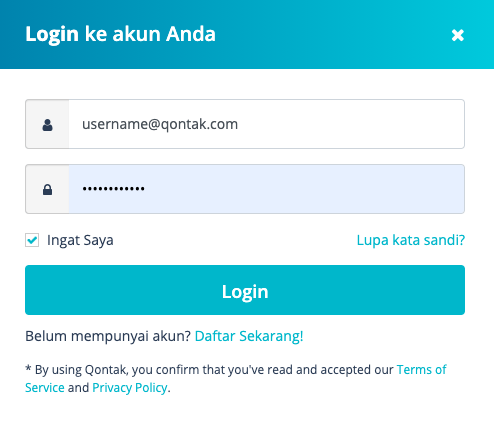 Login ke akun Anda
username@qontak.com
••••••••••••
Ingat Saya
Lupa kata sandi?
Login
Belum mempunyai akun? Daftar Sekarang!
* By using Qontak, you confirm that you've read and accepted our Terms of
Service and Privacy Policy.